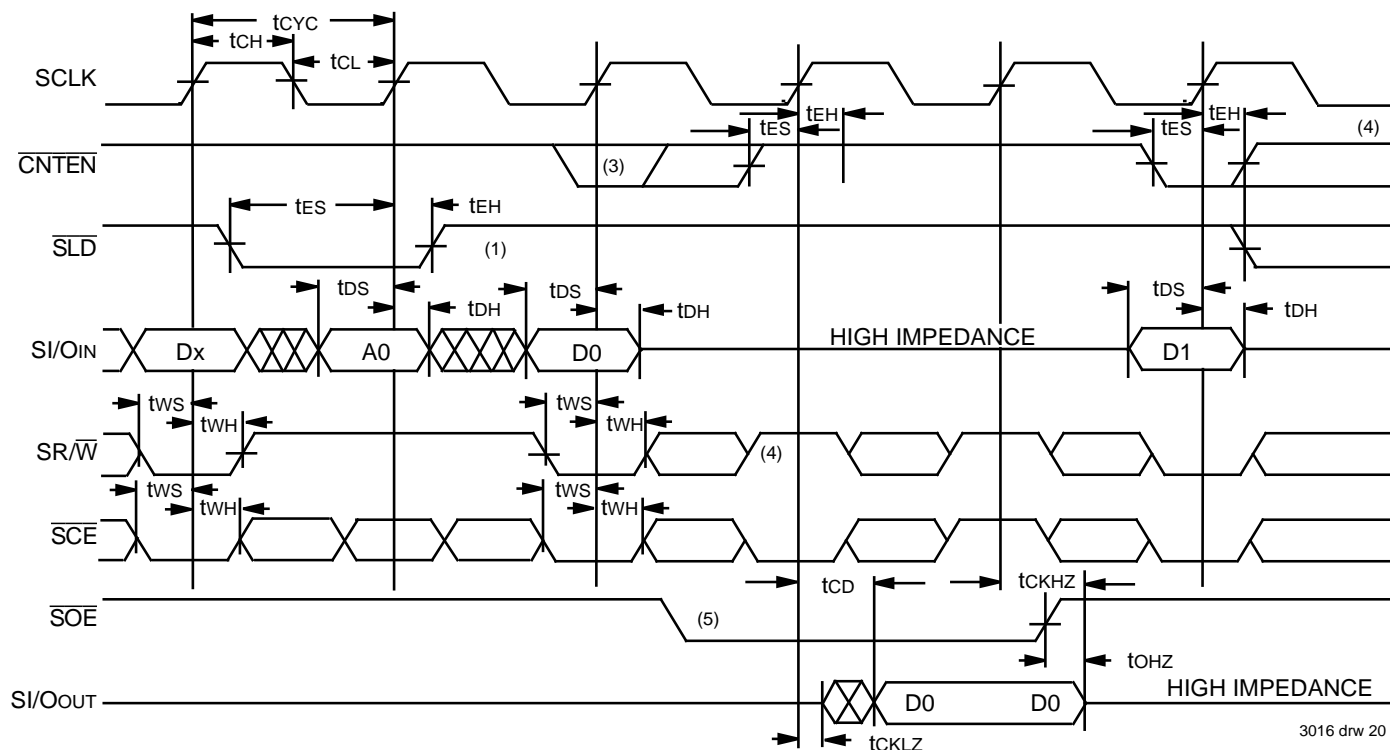 tCYC
tCH
tCL
SCLK
tEH
tEH
tES
tES
(4)
CNTEN
(3)
tES
tEH
SLD
(1)
tDS
tDS
tDS
tDH
tDH
tDH
SI/OIN
Dx
A0
D0
HIGH IMPEDANCE
D1
tWS
tWS
tWH
tWH
SR/W
(4)
tWS
tWS
tWH
tWH
SCE
tCD
tCKHZ
SOE
(5)
tOHZ
SI/OOUT
D0
D0
HIGH IMPEDANCE
3016 drw 20
tCKLZ